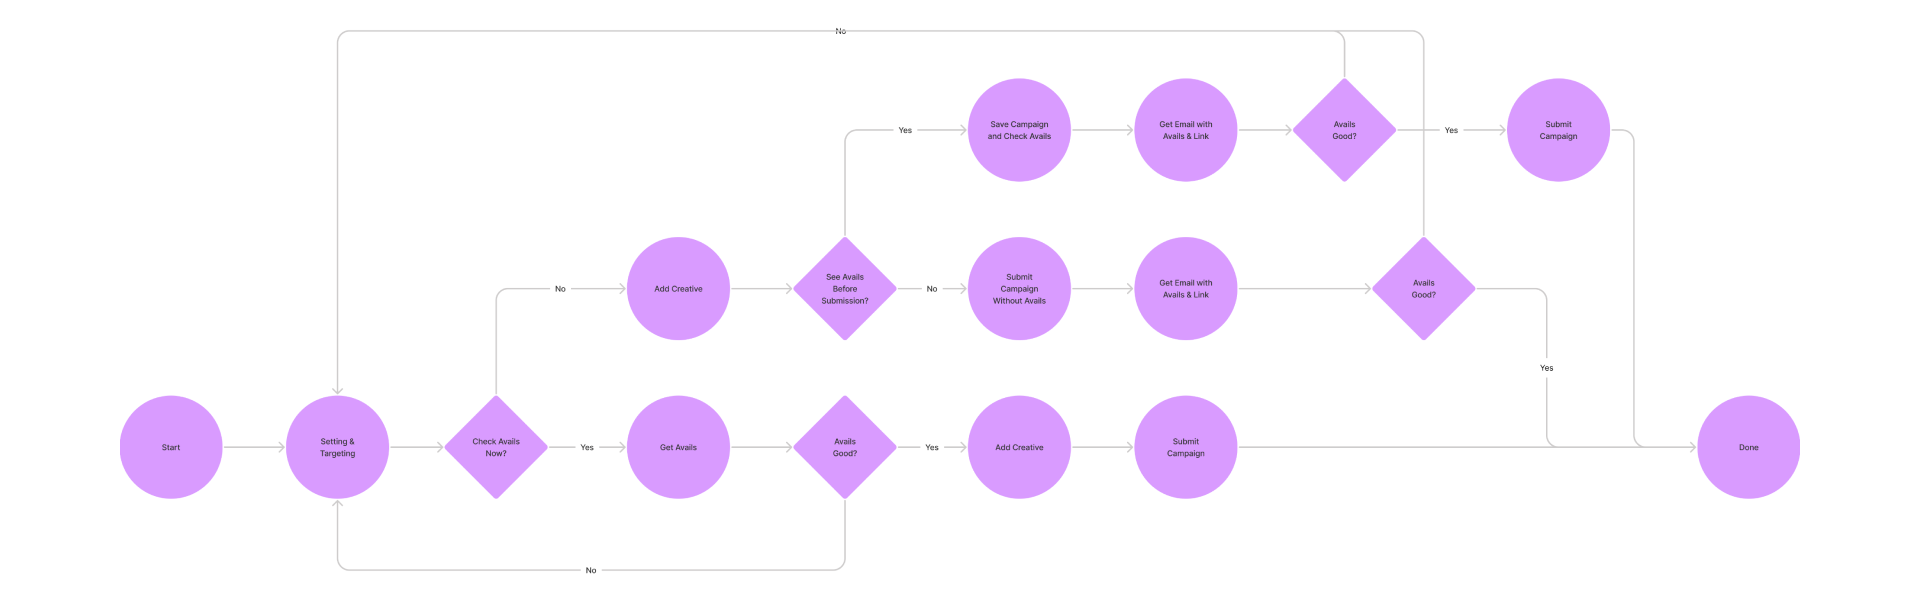 No
Yes
Save Campaign
and Check Avails
Get Email with
Avails & Link
Avails
Good?
Yes
Submit
Campaign
No
Add Creative
See Avails
Before
Submission?
No
Submit
Campaign
Without Avails
Get Email with
Avails & Link
Avails
Good?
Yes
Start
Setting &
Targeting
Check Avails
Now?
Yes
Get Avails
Avails
Good?
Yes
Add Creative
Submit
Campaign
Done
No